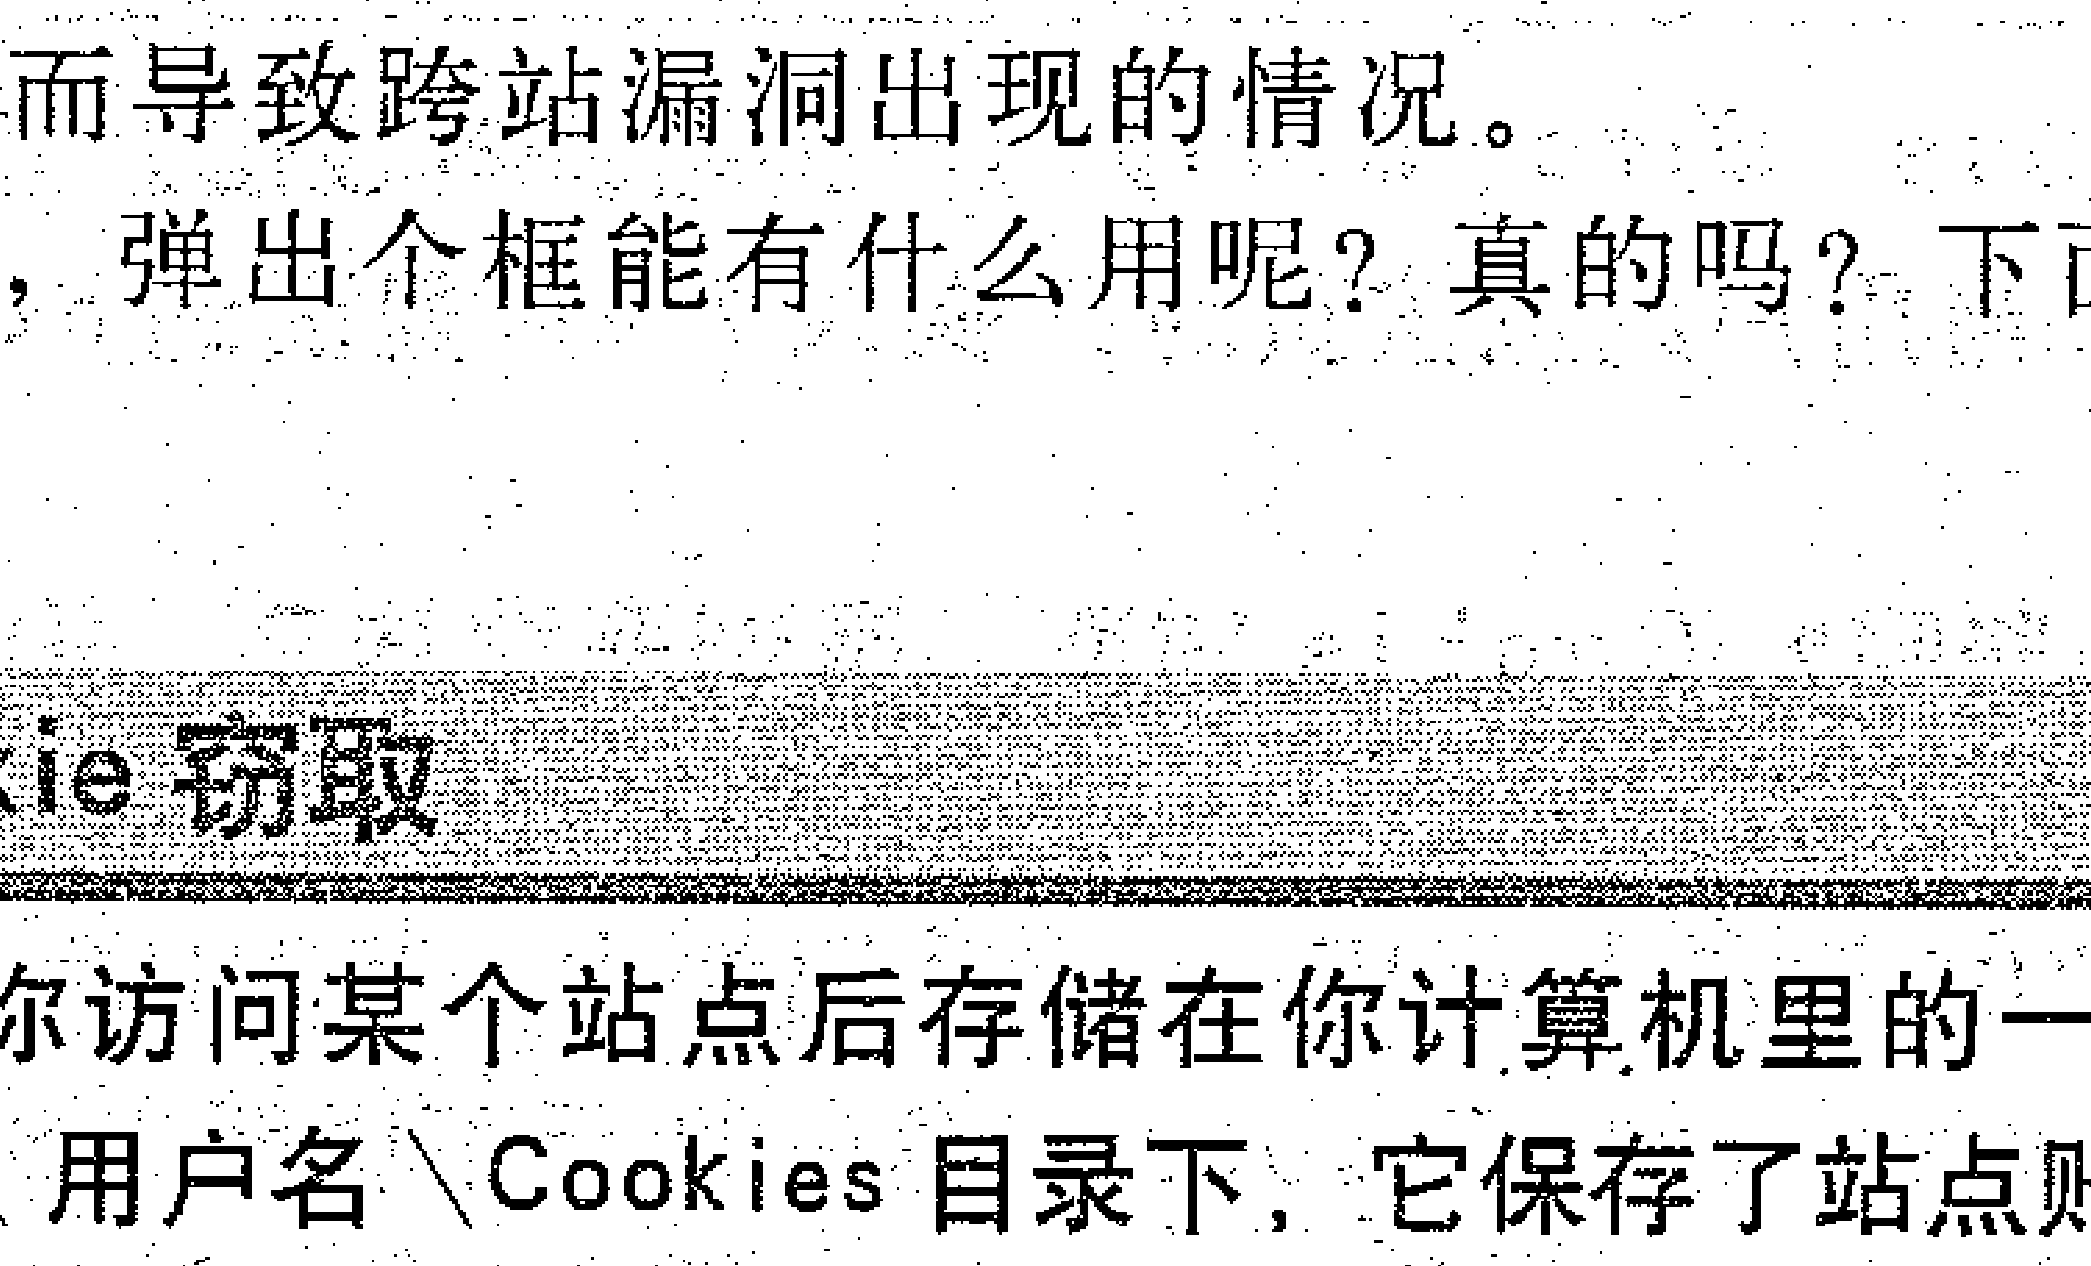 而导致跨站漏洞出现的情况。
，弹出个框能有什么用呢？真的吗？下
kie 窃取
你访问某个站点后存储在你计算机里的一
用户名\Cookies 目录下，它保存了站点